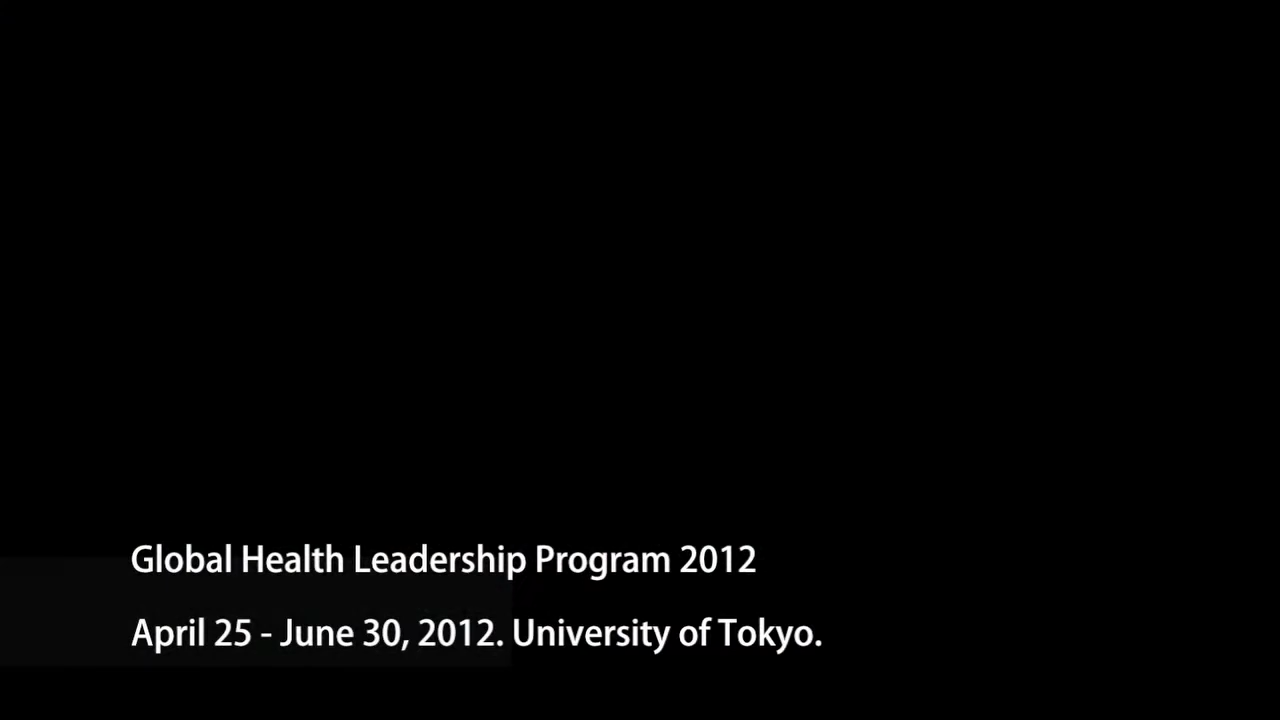 Global Health Leadership Program 2012
April 25 - June 30, 2012. University of Tokyo.